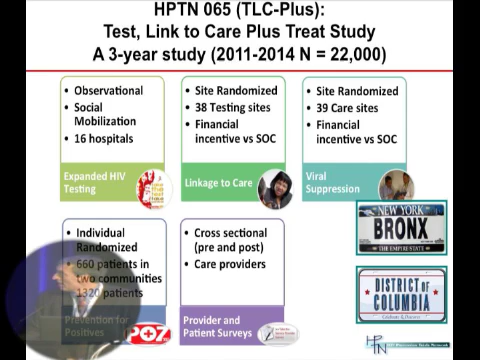 HPTN 065 (TLC-Plus):
Test, Link to Care Plus Treat Study
A 3-year study (2011-2014 N = 22,000)
• Observational
• Social
Mobilization
• 16 hospitals
Expanded HIV
Testing
• Site Randomized
• 38 Testing sites
• Financial
incentive vs SOC
Linkage to Care
• Site Randomized
• 39 Care sites
• Financial
incentive vs SOC
Viral
Suppression
• Individual
Randomized
• 660 patients in
two communities
1320 patients
Prevention for
Positives
POZ
• Cross sectional
(pre and post)
• Care providers
Provider and
Patient Surveys
NEW YORK
BRONX
THE EMPIRE STATE
DISTRICT OF
COLUMBIA
Celebrate & Discover
HPTN